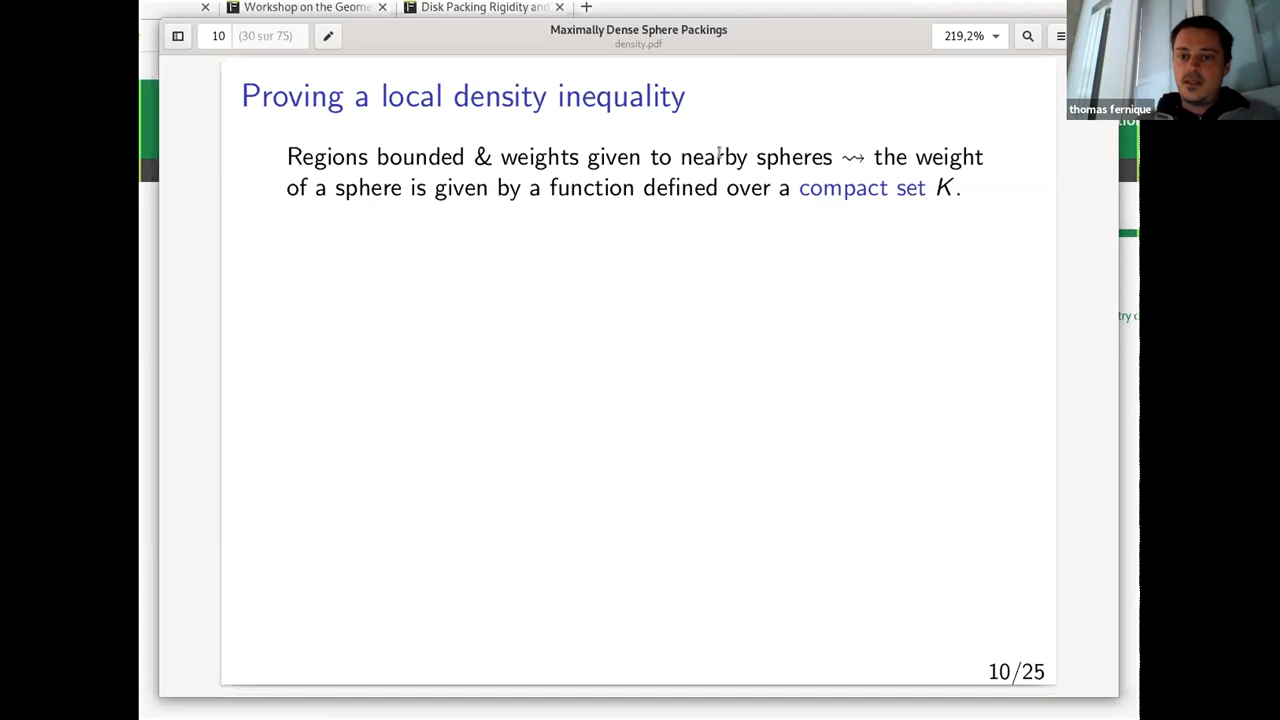 Workshop on the Geome
Disk Packing Rigidity and
10
(30 sur 75)
Maximally Dense Sphere Packings
density.pdf
219,2%
thomas fernique
Proving a local density inequality
Regions bounded & weights given to nearby spheres ⇝ the weight
of a sphere is given by a function defined over a compact set K.
try c
10/25